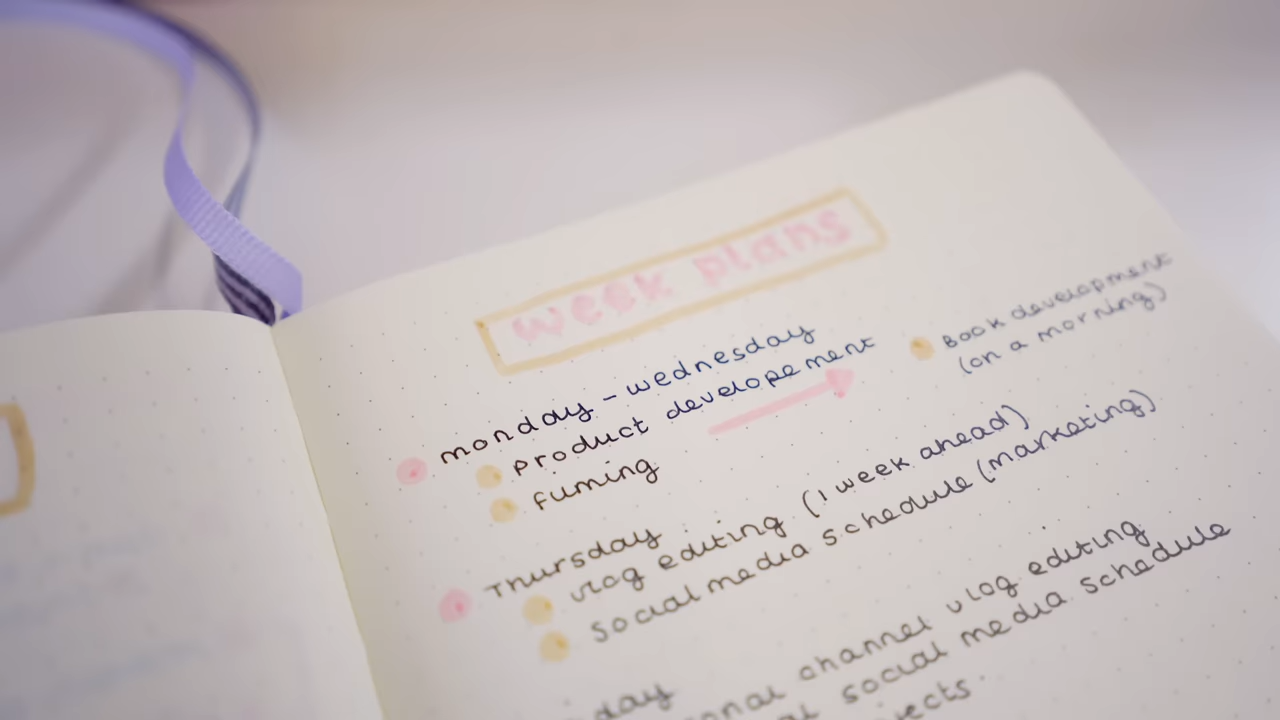 week plans
monday - wednesday
product developement
fuming
Book development
(on a morning)
Thursday
vlog editing (1 week ahead)
social media schedule (marketing)
channel vlog editing
social media schedule